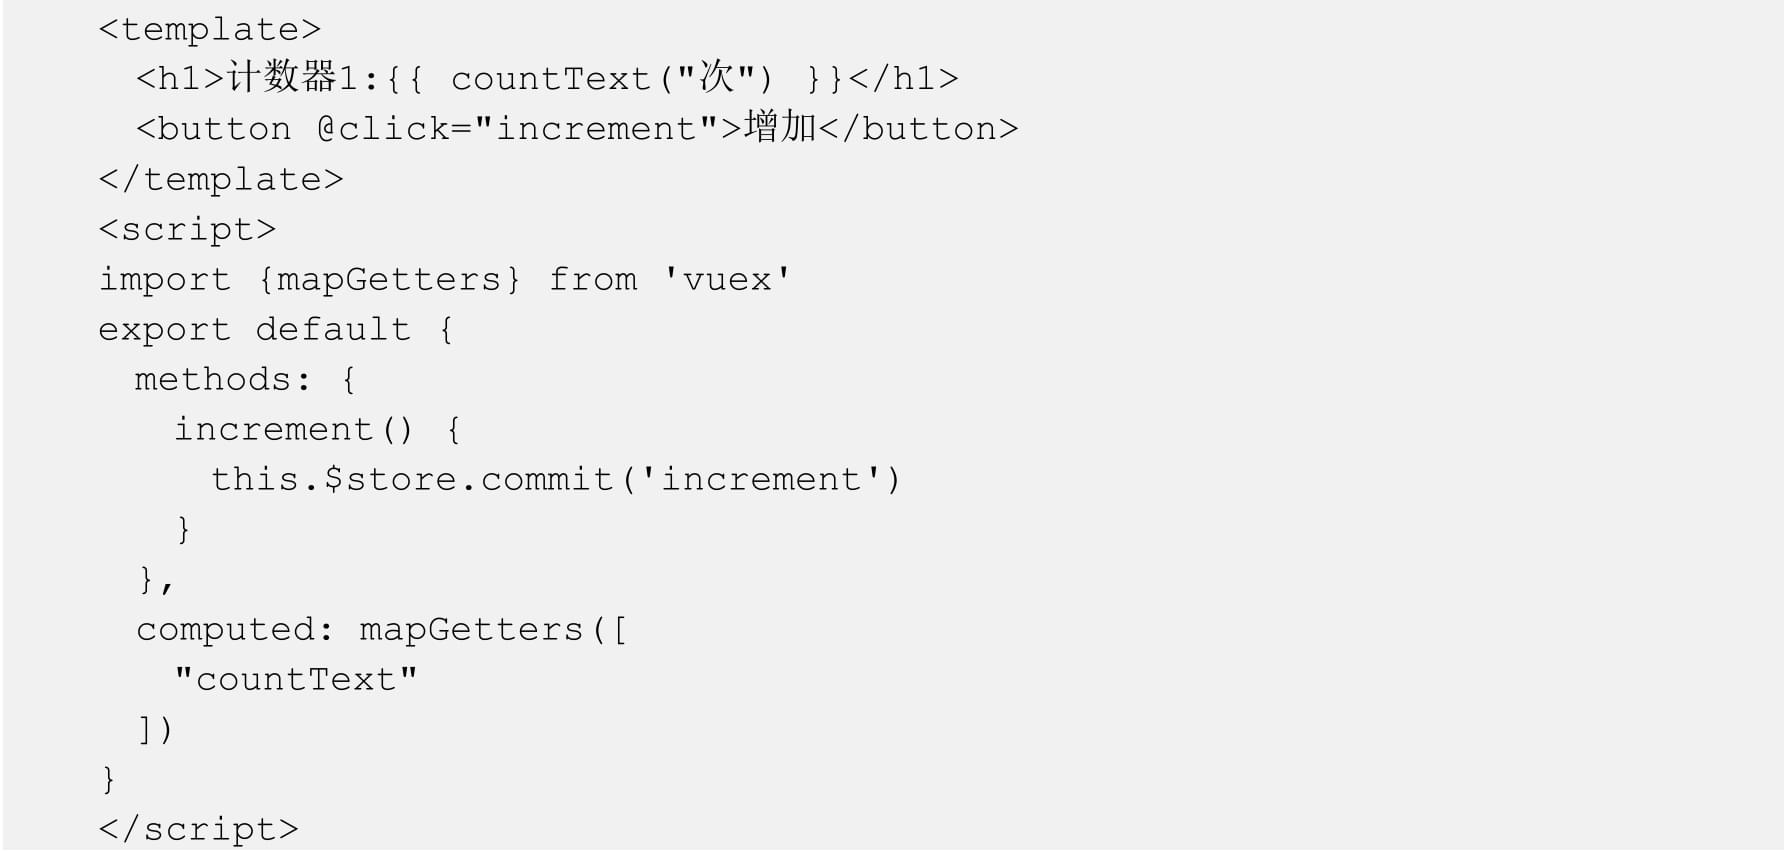 <template>
  <h1>计数器1:{{ countText("次") }}</h1>
  <button @click="increment">增加</button>
</template>
<script>
import {mapGetters} from 'vuex'
export default {
  methods: {
    increment() {
      this.$store.commit('increment')
    }
  },
  computed: mapGetters([
    "countText"
  ])
}
</script>